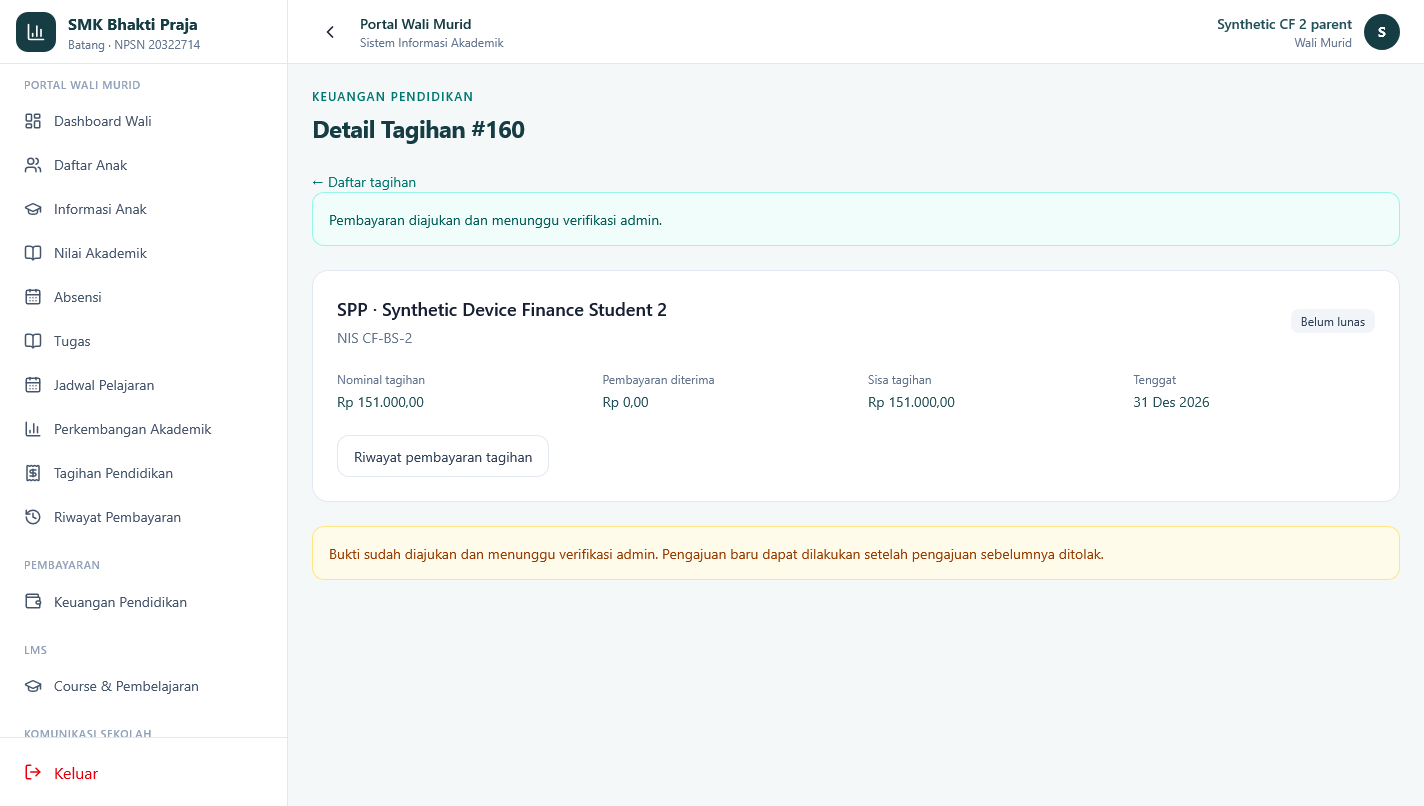 SMK Bhakti Praja
Batang · NPSN 20322714
PORTAL WALI MURID
Dashboard Wali
Daftar Anak
Informasi Anak
Nilai Akademik
Absensi
Tugas
Jadwal Pelajaran
Perkembangan Akademik
Tagihan Pendidikan
Riwayat Pembayaran
PEMBAYARAN
Keuangan Pendidikan
LMS
Course & Pembelajaran
KOMUNIKASI SEKOLAH
Keluar
Portal Wali Murid
Sistem Informasi Akademik
Synthetic CF 2 parent
Wali Murid
S
KEUANGAN PENDIDIKAN
Detail Tagihan #160
← Daftar tagihan
Pembayaran diajukan dan menunggu verifikasi admin.
SPP · Synthetic Device Finance Student 2
NIS CF-BS-2
Belum lunas
Nominal tagihan
Rp 151.000,00
Pembayaran diterima
Rp 0,00
Sisa tagihan
Rp 151.000,00
Tenggat
31 Des 2026
Riwayat pembayaran tagihan
Bukti sudah diajukan dan menunggu verifikasi admin. Pengajuan baru dapat dilakukan setelah pengajuan sebelumnya ditolak.